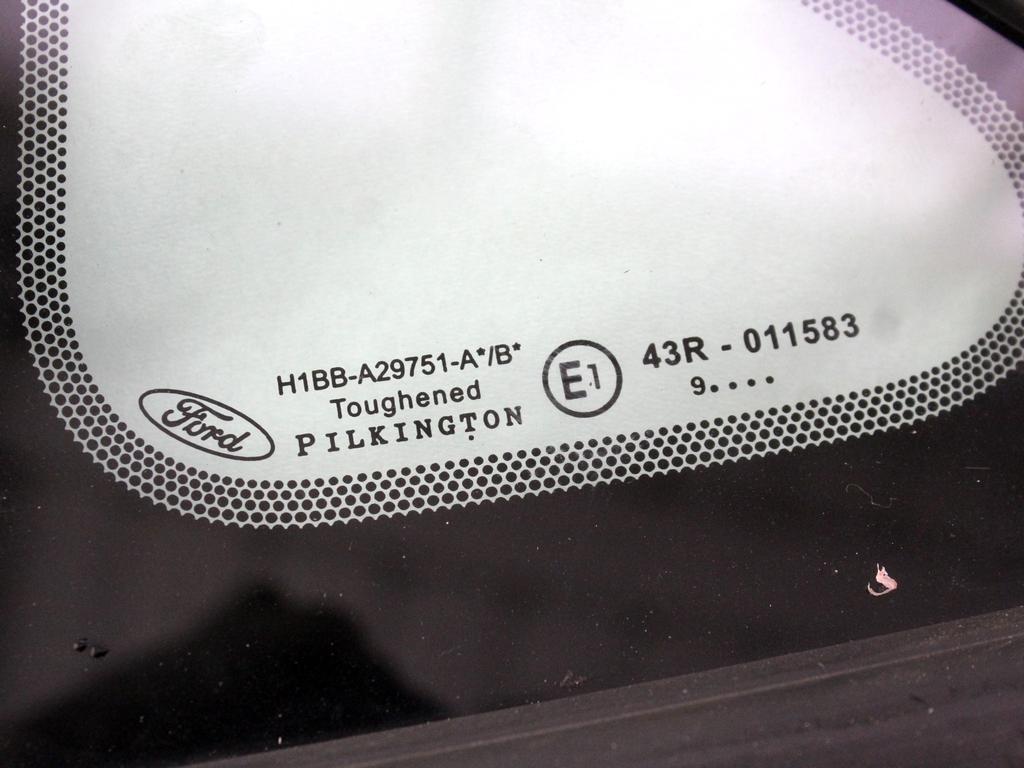 Ford
H1BB-A29751-A*/B*
Toughened
PILKINGTON
E1
43R - 011583
9....